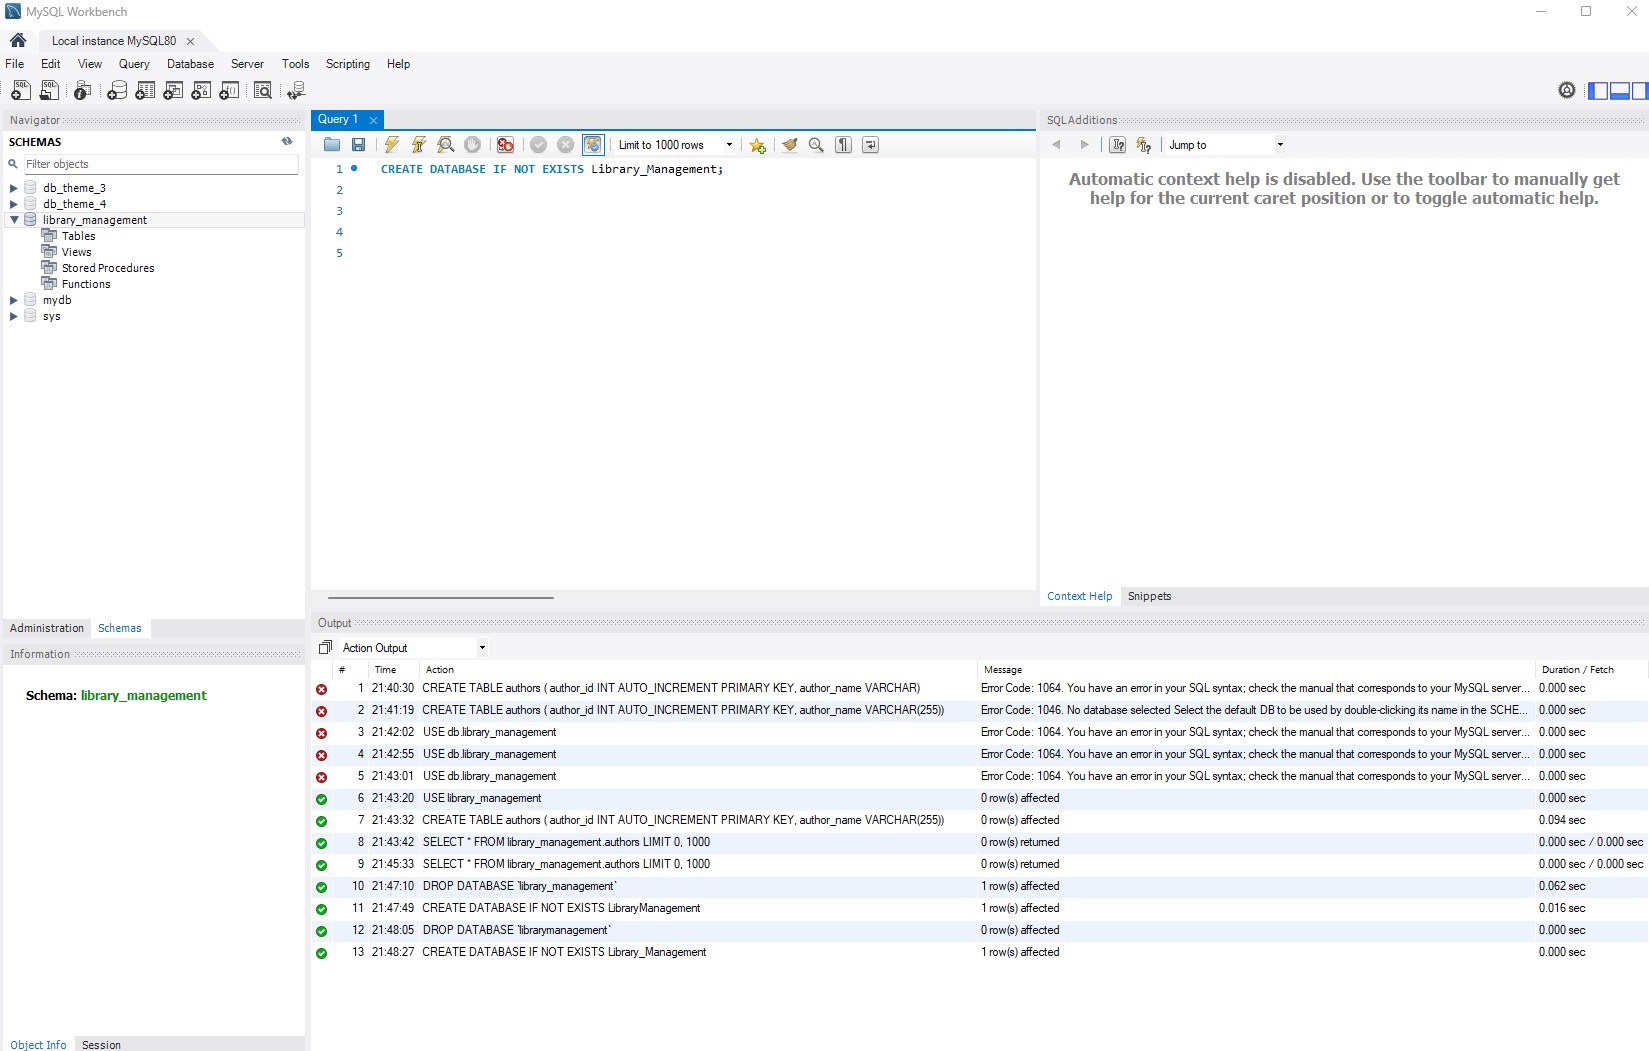 MySQL Workbench
Local instance MySQL80
File Edit View Query Database Server Tools Scripting Help
Navigator
SCHEMAS
Filter objects
db_theme_3
db_theme_4
library_management
Tables
Views
Stored Procedures
Functions
mydb
sys
Administration Schemas
Information
Schema: library_management
Object Info Session
Query 1
Limit to 1000 rows
1 CREATE DATABASE IF NOT EXISTS Library_Management;
2
3
4
5
SQLAdditions
Jump to
Automatic context help is disabled. Use the toolbar to manually get
help for the current caret position or to toggle automatic help.
Context Help Snippets
Output
Action Output
# Time Action Message Duration / Fetch
1 21:40:30 CREATE TABLE authors ( author_id INT AUTO_INCREMENT PRIMARY KEY, author_name VARCHAR) Error Code: 1064. You have an error in your SQL syntax; check the manual that corresponds to your MySQL server... 0.000 sec
2 21:41:19 CREATE TABLE authors ( author_id INT AUTO_INCREMENT PRIMARY KEY, author_name VARCHAR(255)) Error Code: 1046. No database selected Select the default DB to be used by double-clicking its name in the SCHE... 0.000 sec
3 21:42:02 USE db.library_management Error Code: 1064. You have an error in your SQL syntax; check the manual that corresponds to your MySQL server... 0.000 sec
4 21:42:55 USE db.library_management Error Code: 1064. You have an error in your SQL syntax; check the manual that corresponds to your MySQL server... 0.000 sec
5 21:43:01 USE db.library_management Error Code: 1064. You have an error in your SQL syntax; check the manual that corresponds to your MySQL server... 0.000 sec
6 21:43:20 USE library_management 0 row(s) affected 0.000 sec
7 21:43:32 CREATE TABLE authors ( author_id INT AUTO_INCREMENT PRIMARY KEY, author_name VARCHAR(255)) 0 row(s) affected 0.094 sec
8 21:43:42 SELECT * FROM library_management.authors LIMIT 0, 1000 0 row(s) returned 0.000 sec / 0.000 sec
9 21:45:33 SELECT * FROM library_management.authors LIMIT 0, 1000 0 row(s) returned 0.000 sec / 0.000 sec
10 21:47:10 DROP DATABASE `library_management` 1 row(s) affected 0.062 sec
11 21:47:49 CREATE DATABASE IF NOT EXISTS LibraryManagement 1 row(s) affected 0.016 sec
12 21:48:05 DROP DATABASE `librarymanagement` 0 row(s) affected 0.000 sec
13 21:48:27 CREATE DATABASE IF NOT EXISTS Library_Management 1 row(s) affected 0.000 sec